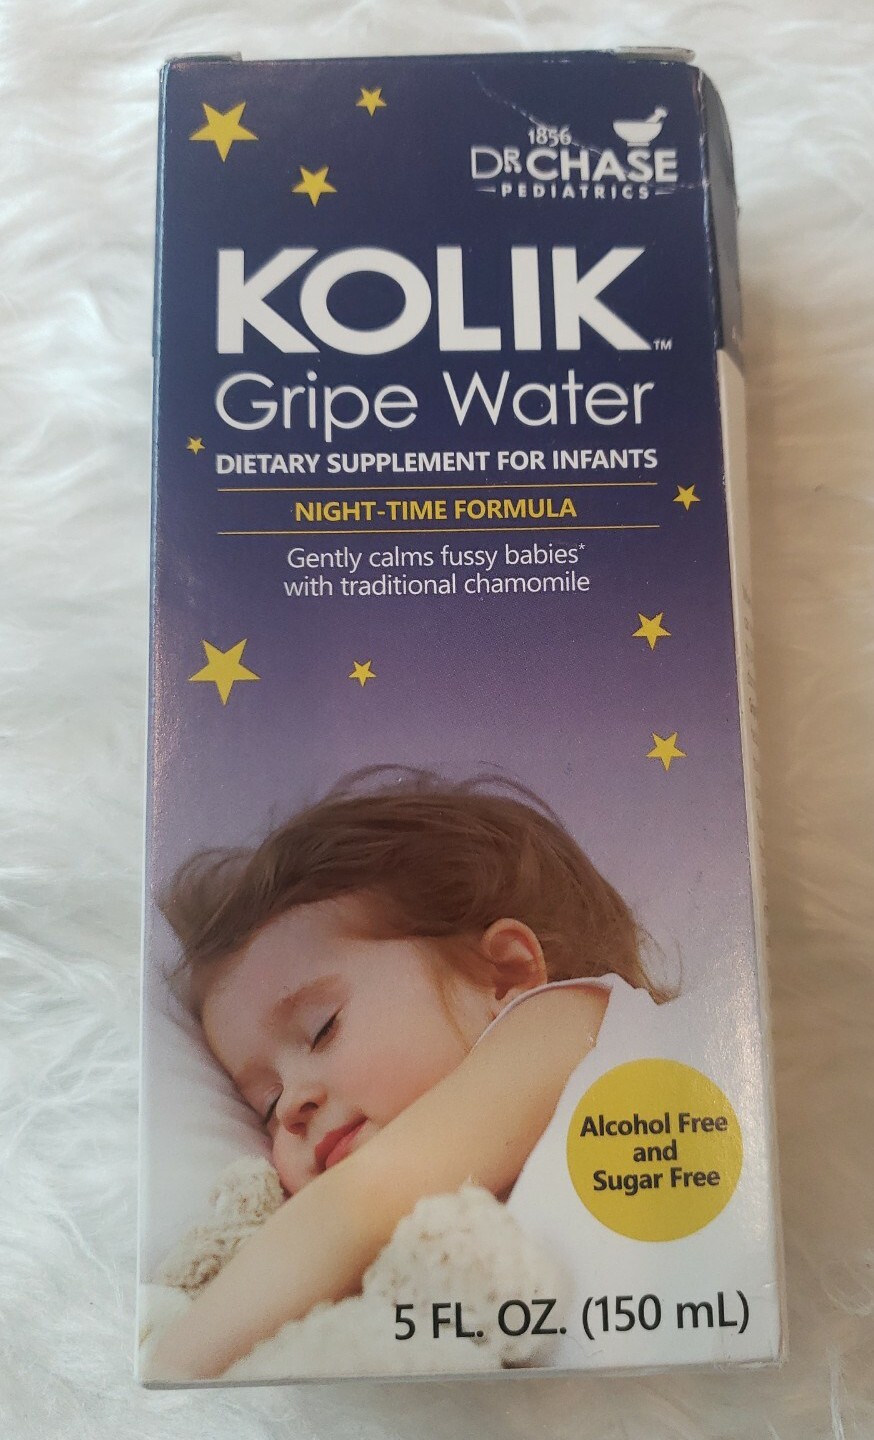 1856
DR. CHASE
PEDIATRICS
KOLIK™
Gripe Water
DIETARY SUPPLEMENT FOR INFANTS
NIGHT-TIME FORMULA
Gently calms fussy babies*
with traditional chamomile
Alcohol Free
and
Sugar Free
5 FL. OZ. (150 mL)